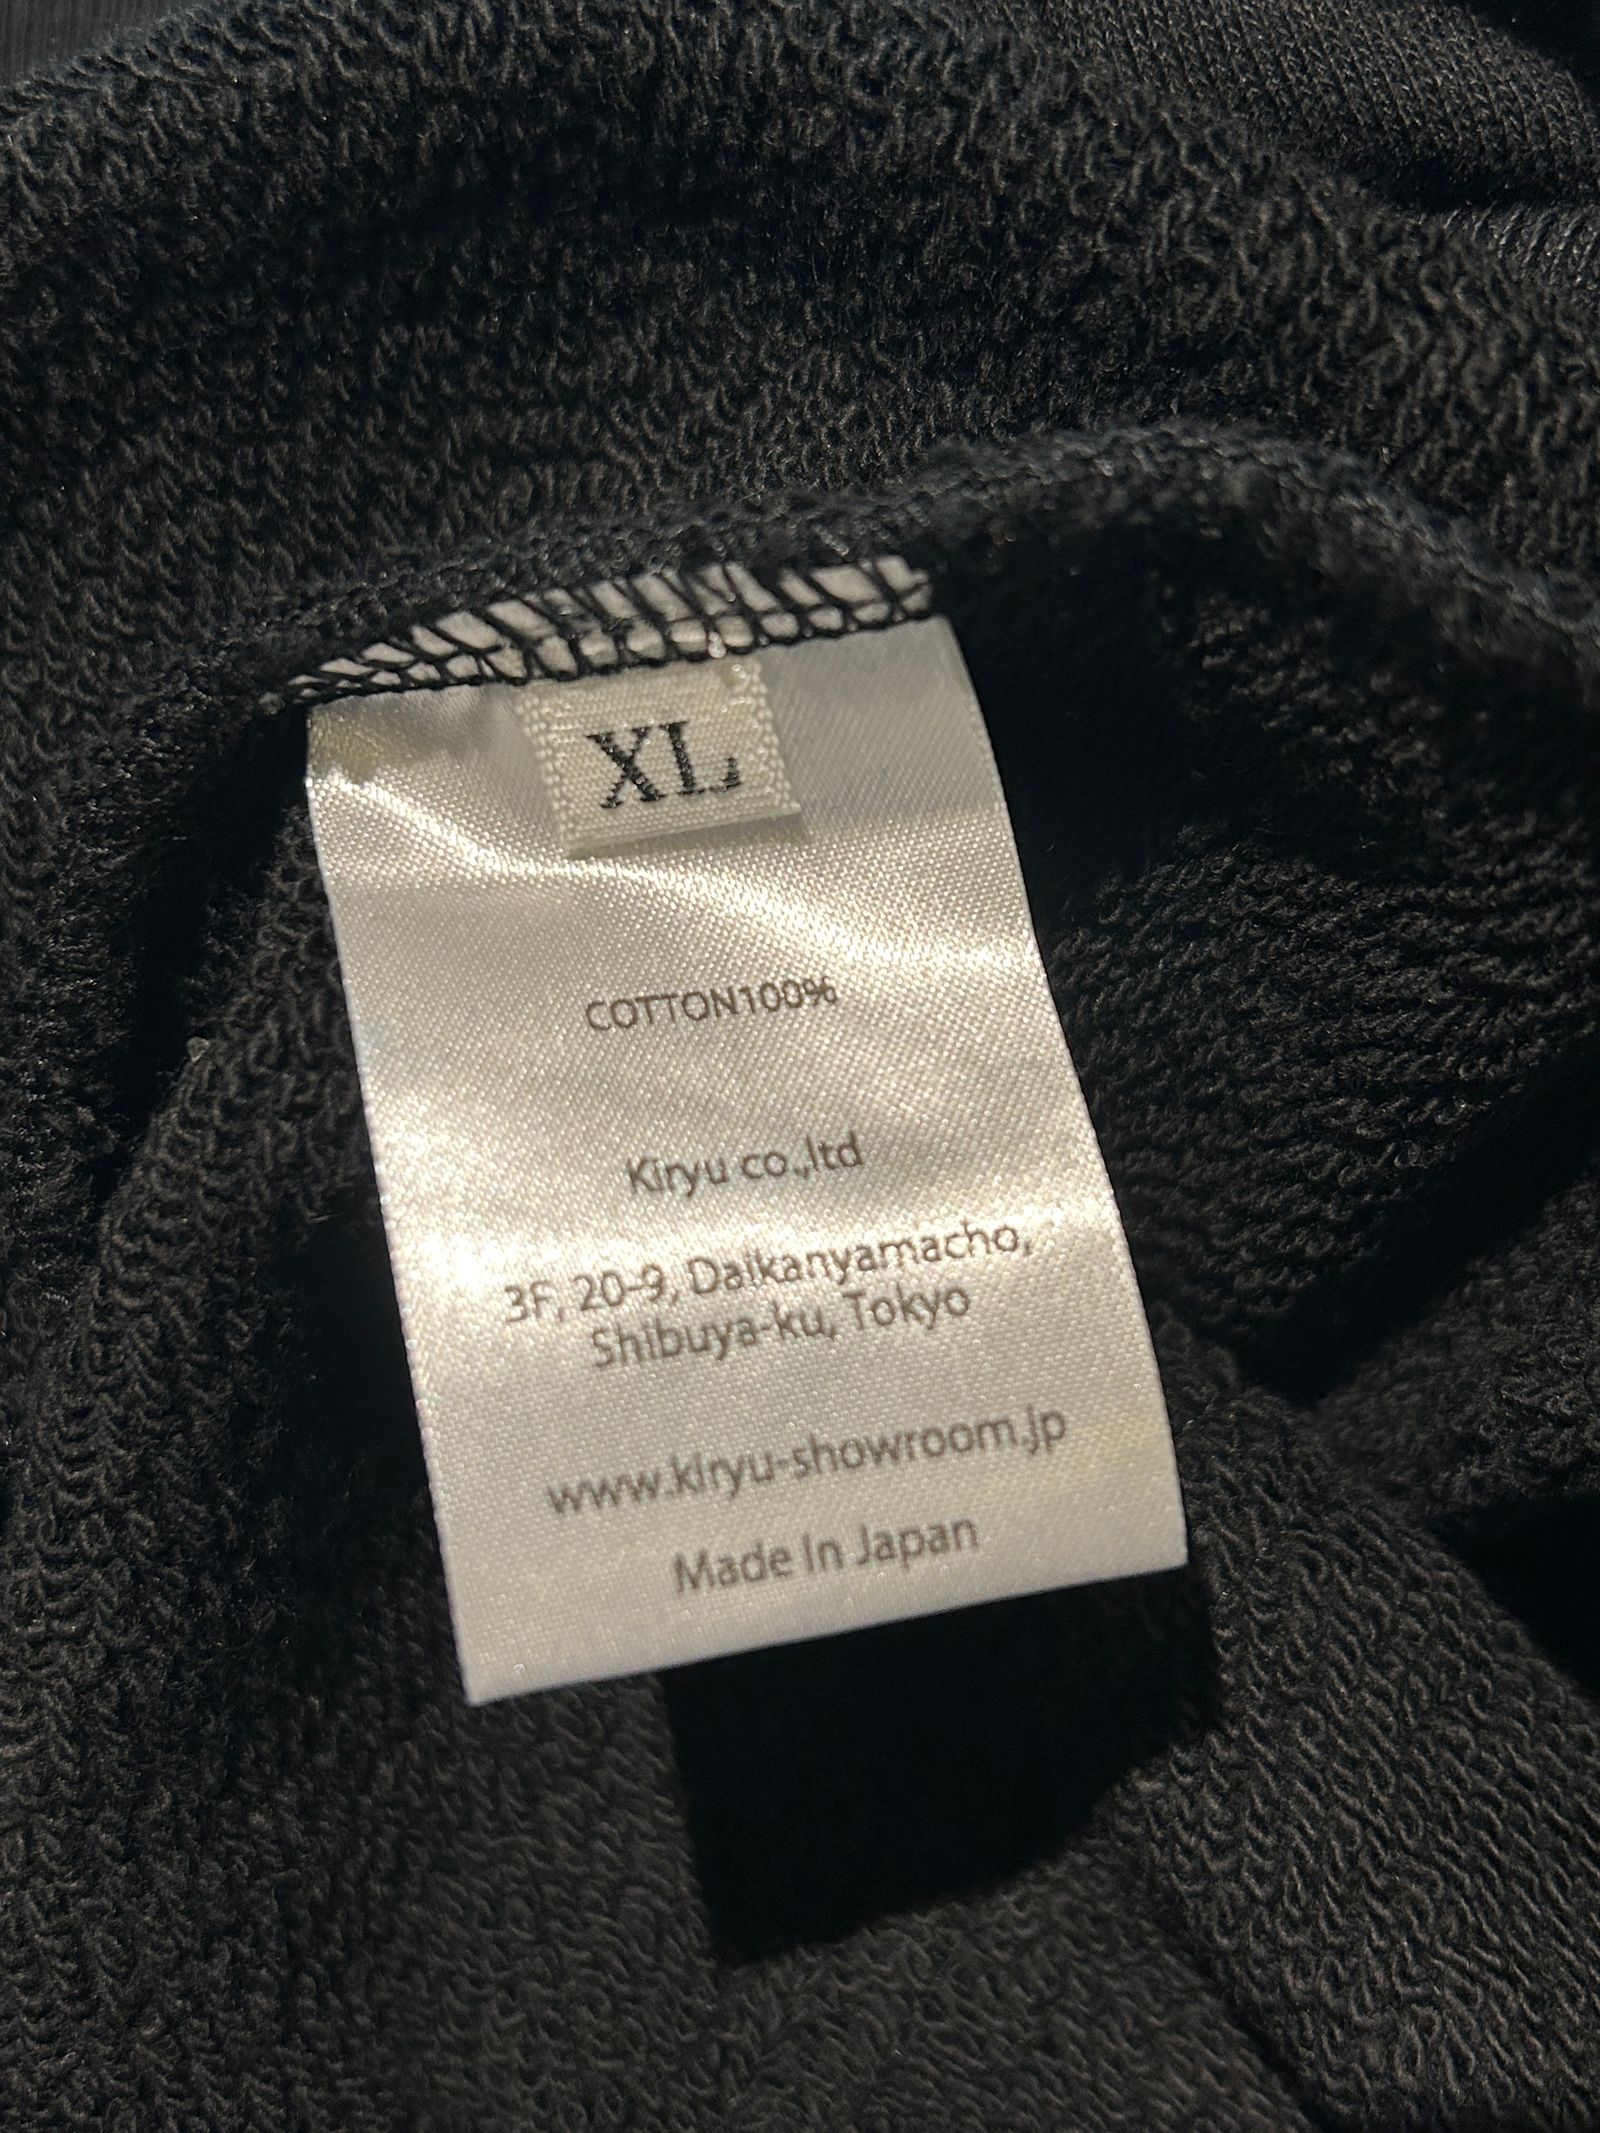 XL
COTTON100%
Kiryu co.,ltd
3F, 20-9, Daikanyamacho,
Shibuya-ku, Tokyo
www.kiryu-showroom.jp
Made In Japan